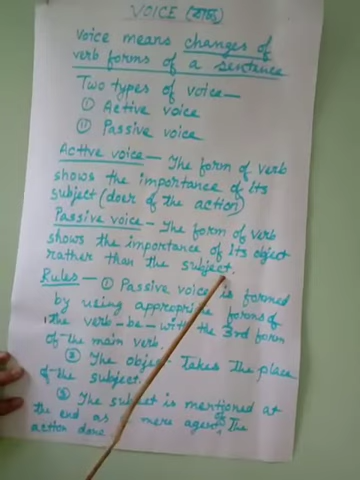 VOICE (বাচ্য)
Voice means changes of
verb forms of a sentence
Two types of voice—
① Active voice
② Passive voice
Active voice— The form of verb
shows the importance of its
subject (doer of the action)
Passive voice— The form of verb
shows the importance of its object
rather than the subject.
Rules— ① Passive voice is formed
by using appropriate forms of
the verb-be-with the 3rd form
of the main verb.
② The object takes the place
of the subject.
③ The subject is mentioned at
the end as mere agent of the
action done